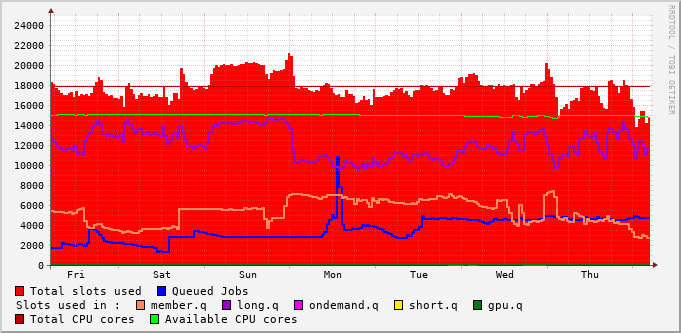 24000
22000
20000
18000
16000
14000
12000
10000
8000
6000
4000
2000
0
Fri Sat Sun Mon Tue Wed Thu
RRDTOOL / TOBI OETIKER
Total slots used Queued Jobs
Slots used in : member.q long.q ondemand.q short.q gpu.q
Total CPU cores Available CPU cores